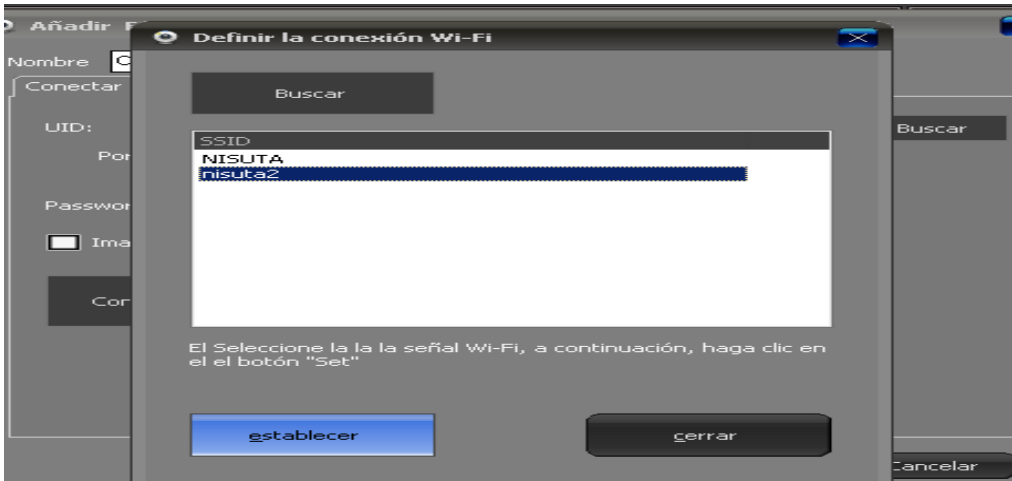 Añadir
Definir la conexión Wi-Fi
Nombre
Conectar
Buscar
UID:
Buscar
SSID
NISUTA
nisuta2
El Seleccione la la la señal Wi-Fi, a continuación, haga clic en
el el botón "Set"
establecer
cerrar
Cancelar